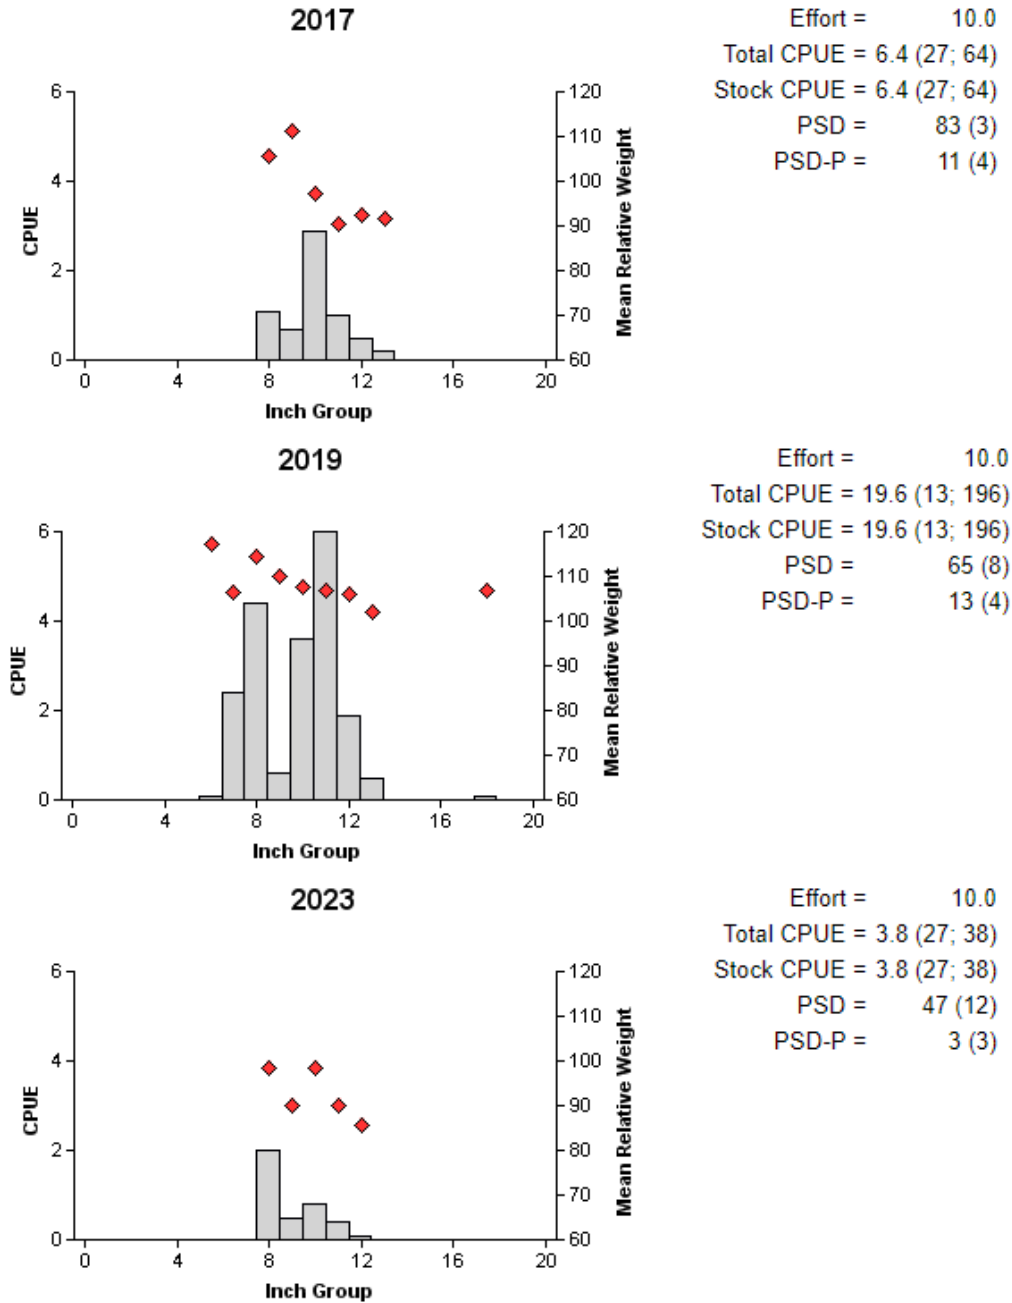 2017
Effort = 10.0
Total CPUE = 6.4 (27; 64)
Stock CPUE = 6.4 (27; 64)
PSD = 83 (3)
PSD-P = 11 (4)
6
4
2
0
CPUE
120
110
100
90
80
70
60
Mean Relative Weight
0 4 8 12 16 20
Inch Group
2019
Effort = 10.0
Total CPUE = 19.6 (13; 196)
Stock CPUE = 19.6 (13; 196)
PSD = 65 (8)
PSD-P = 13 (4)
6
4
2
0
CPUE
120
110
100
90
80
70
60
Mean Relative Weight
0 4 8 12 16 20
Inch Group
2023
Effort = 10.0
Total CPUE = 3.8 (27; 38)
Stock CPUE = 3.8 (27; 38)
PSD = 47 (12)
PSD-P = 3 (3)
6
4
2
0
CPUE
120
110
100
90
80
70
60
Mean Relative Weight
0 4 8 12 16 20
Inch Group